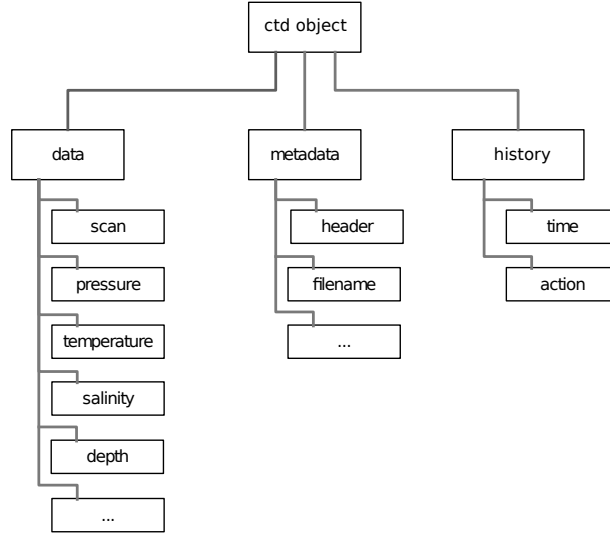 ctd object
data
metadata
history
scan
header
time
pressure
filename
action
temperature
...
salinity
depth
...